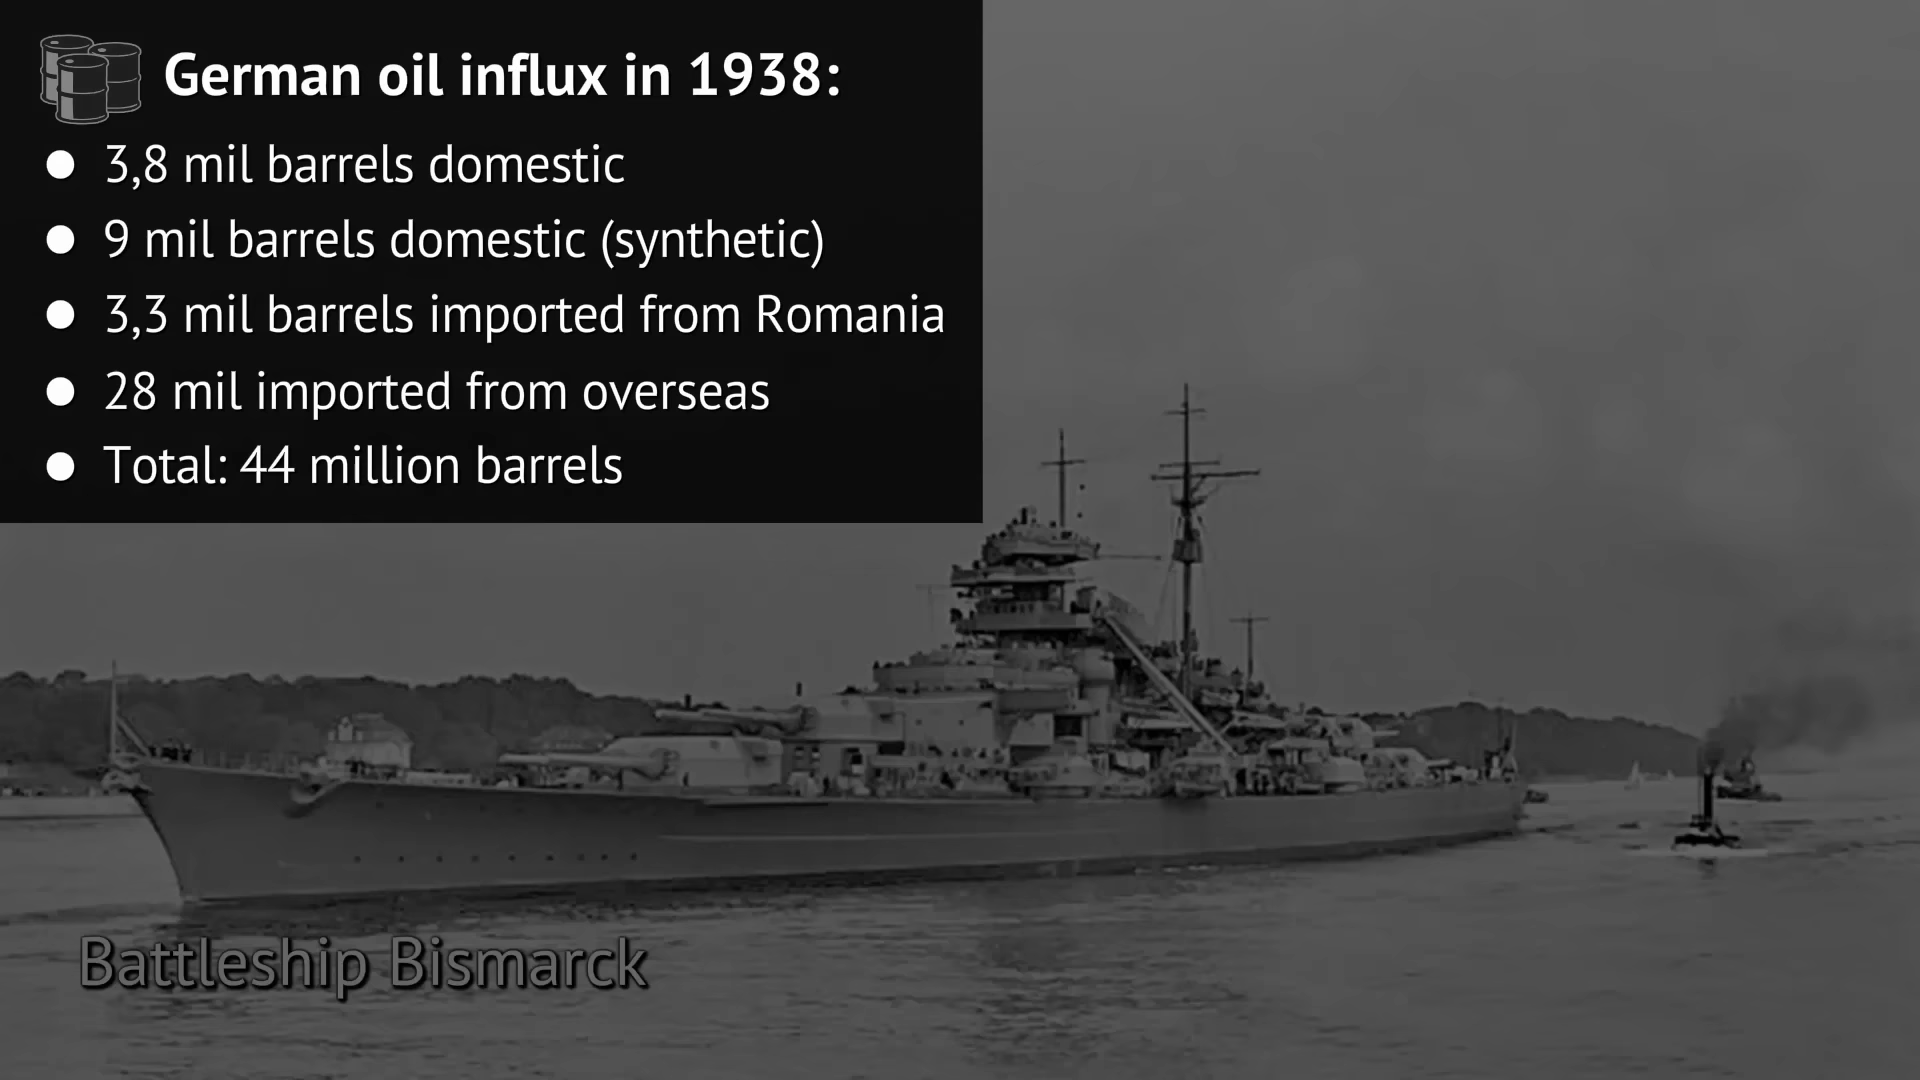 German oil influx in 1938:
● 3,8 mil barrels domestic
● 9 mil barrels domestic (synthetic)
● 3,3 mil barrels imported from Romania
● 28 mil imported from overseas
● Total: 44 million barrels
Battleship Bismarck